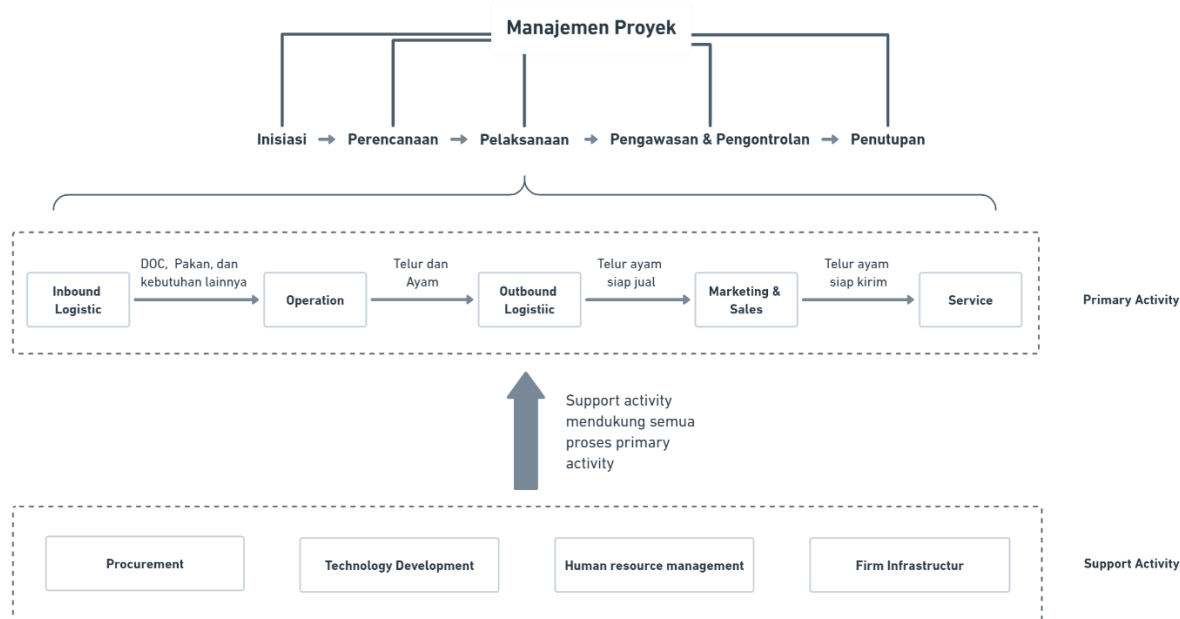 Manajemen Proyek
Inisiasi
Perencanaan
Pelaksanaan
Pengawasan & Pengontrolan
Penutupan
DOC, Pakan, dan
kebutuhan lainnya
Telur dan
Ayam
Telur ayam
siap jual
Telur ayam
siap kirim
Inbound
Logistic
Operation
Outbound
Logistiic
Marketing &
Sales
Service
Primary Activity
Support activity
mendukung semua
proses primary
activity
Procurement
Technology Development
Human resource management
Firm Infrastructur
Support Activity